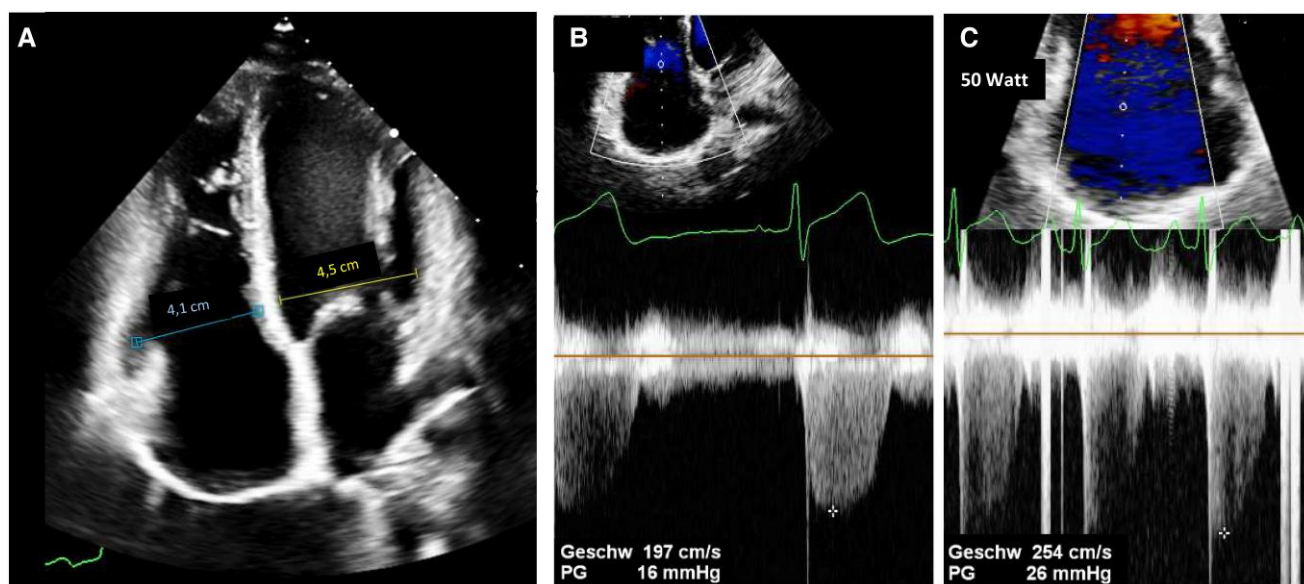 A
4,1 cm
4,5 cm
B
Geschw 197 cm/s
PG 16 mmHg
C
50 Watt
Geschw 254 cm/s
PG 26 mmHg